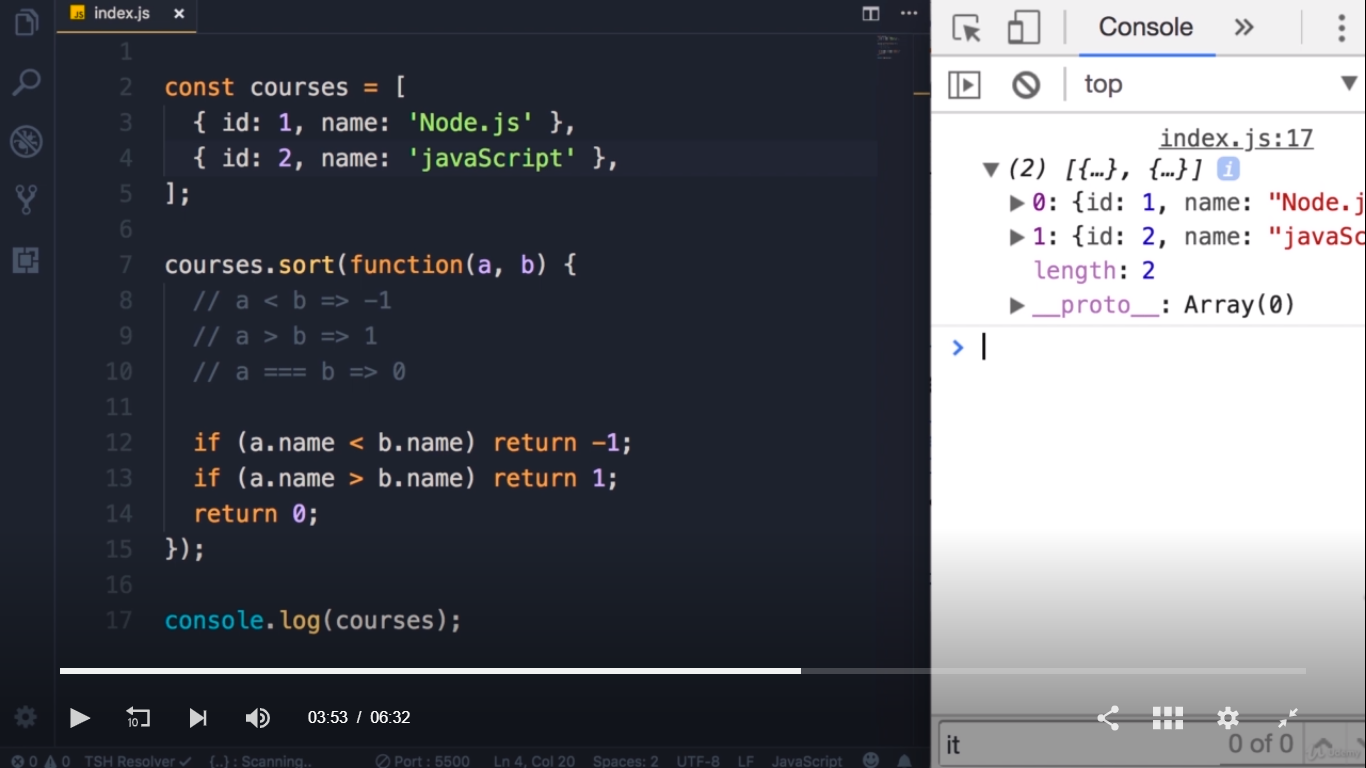 JS index.js ×
1
2 const courses = [
3 { id: 1, name: 'Node.js' },
4 { id: 2, name: 'javaScript' },
5 ];
6
7 courses.sort(function(a, b) {
8 // a < b => -1
9 // a > b => 1
10 // a === b => 0
11
12 if (a.name < b.name) return -1;
13 if (a.name > b.name) return 1;
14 return 0;
15 });
16
17 console.log(courses);
03:53 / 06:32
0 0 TSH Resolver ✓ {..} : Scanning.. Port : 5500 Ln 4, Col 20 Spaces: 2 UTF-8 LF JavaScript
Console »
top
index.js:17
(2) [{…}, {…}] i
0: {id: 1, name: "Node.j
1: {id: 2, name: "javaSc
length: 2
__proto__: Array(0)
it 0 of 0